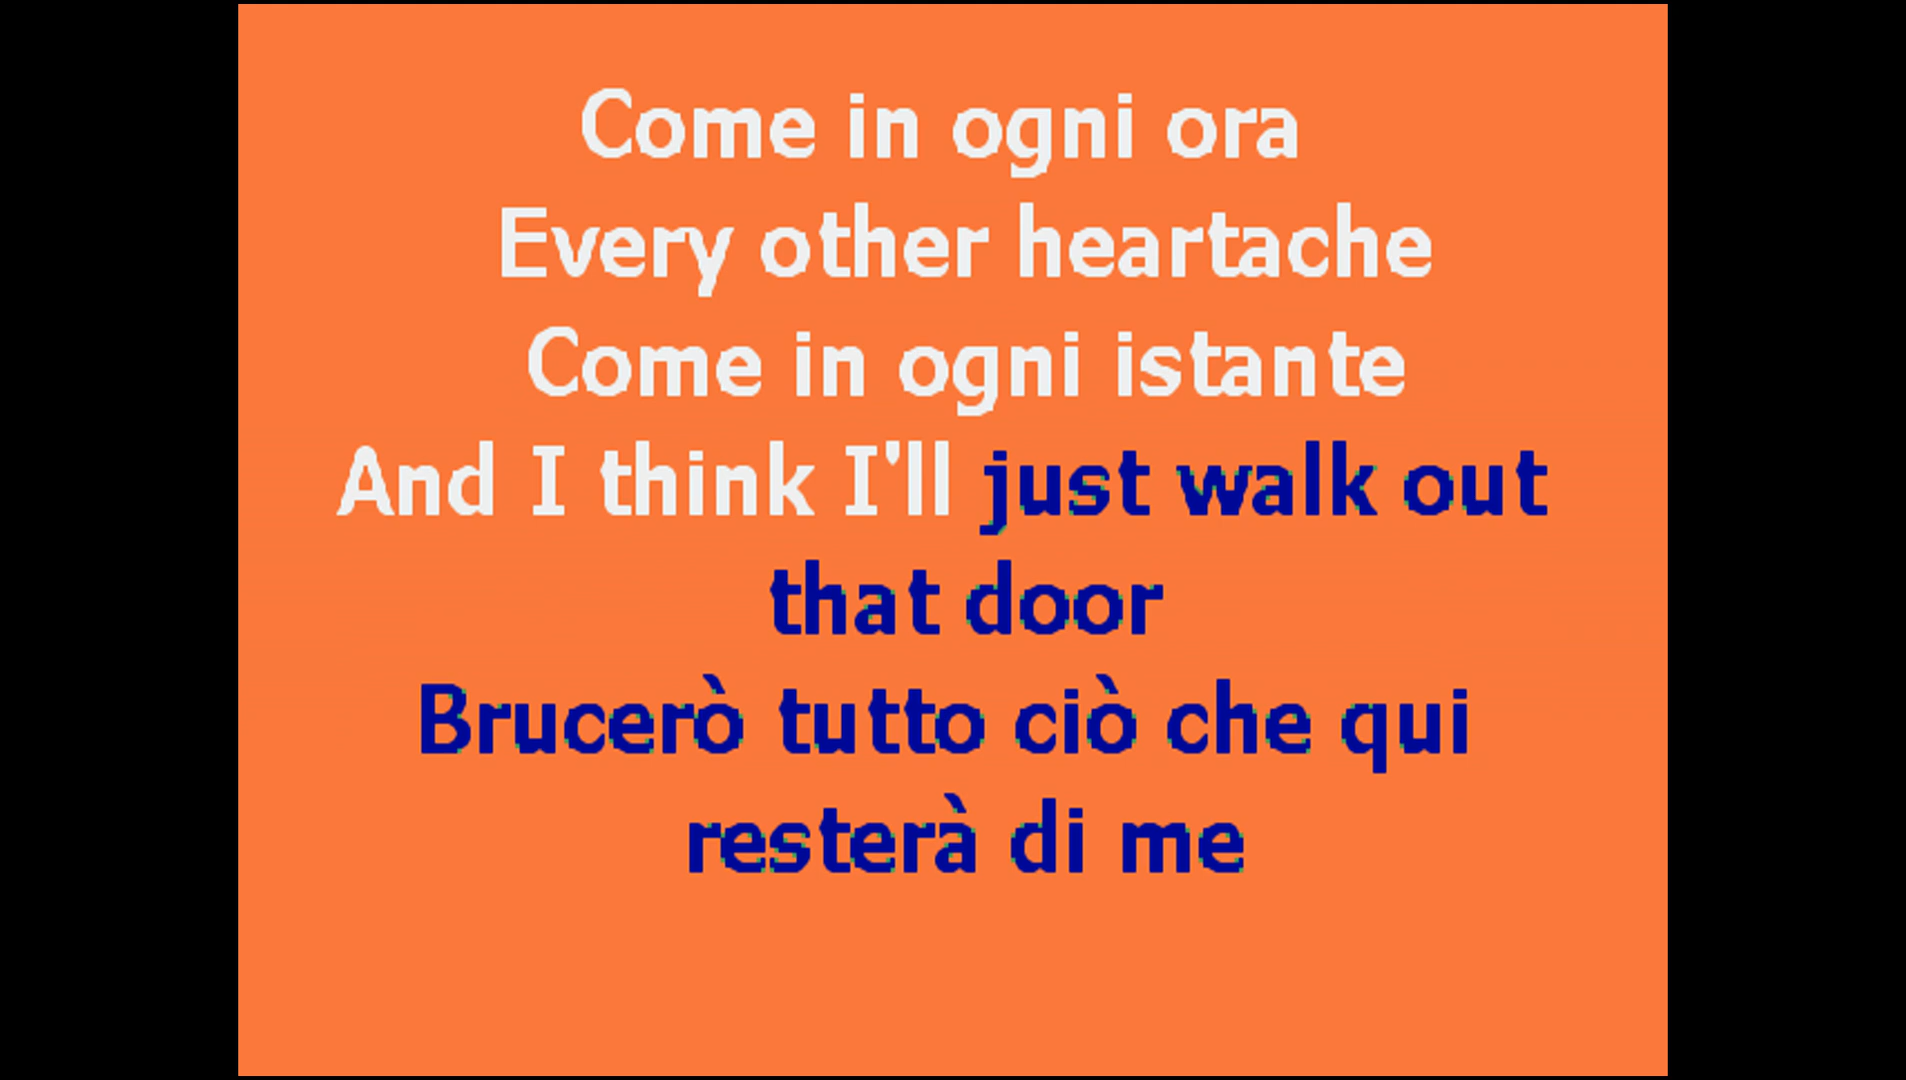 Come in ogni ora
Every other heartache
Come in ogni istante
And I think I'll just walk out
that door
Brucerò tutto ciò che qui
resterà di me